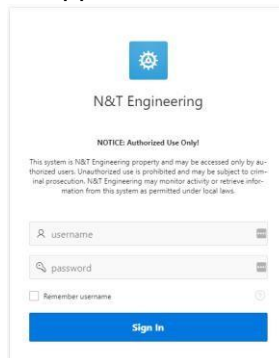 N&T Engineering
NOTICE: Authorized Use Only!
This system is N&T Engineering property and may be accessed only by au-
thorized users. Unauthorized use is prohibited and may be subject to crim-
inal prosecution. N&T Engineering may monitor activity or retrieve infor-
mation from this system as permitted under local laws.
username
password
Remember username
Sign In